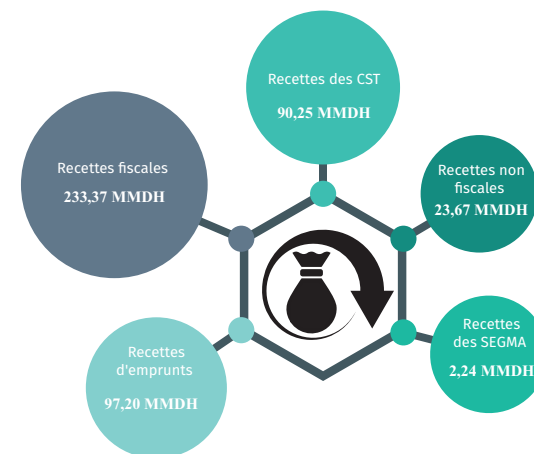 Recettes des CST
90,25 MMDH
Recettes fiscales
233,37 MMDH
Recettes non
fiscales
23,67 MMDH
Recettes
d'emprunts
97,20 MMDH
Recettes
des SEGMA
2,24 MMDH